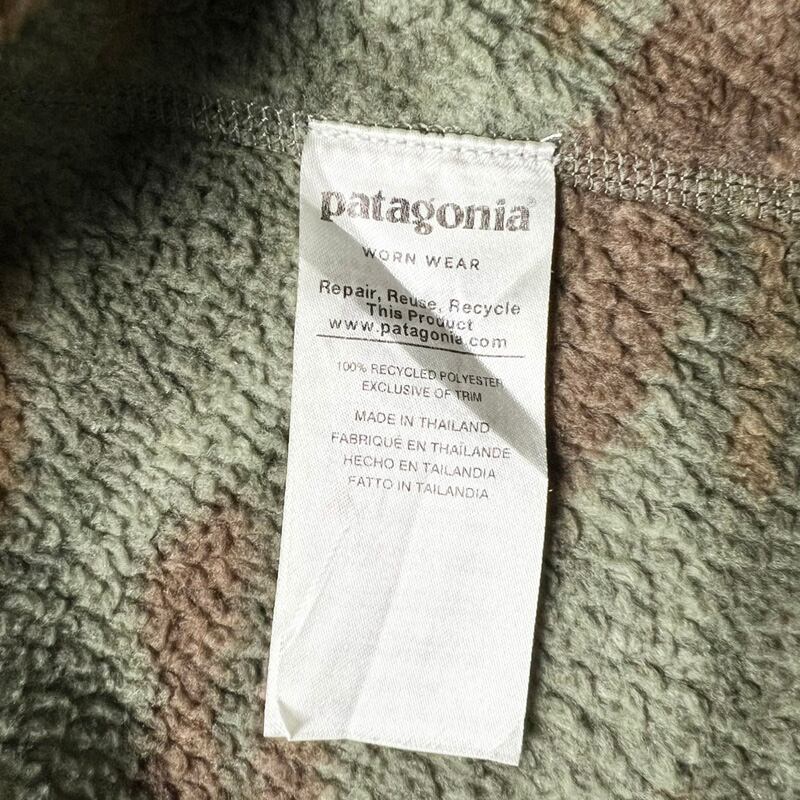 patagonia®
WORN WEAR
Repair, Reuse, Recycle
This Product
www.patagonia.com
100% RECYCLED POLYESTER
EXCLUSIVE OF TRIM
MADE IN THAILAND
FABRIQUÉ EN THAÏLANDE
HECHO EN TAILANDIA
FATTO IN TAILANDIA